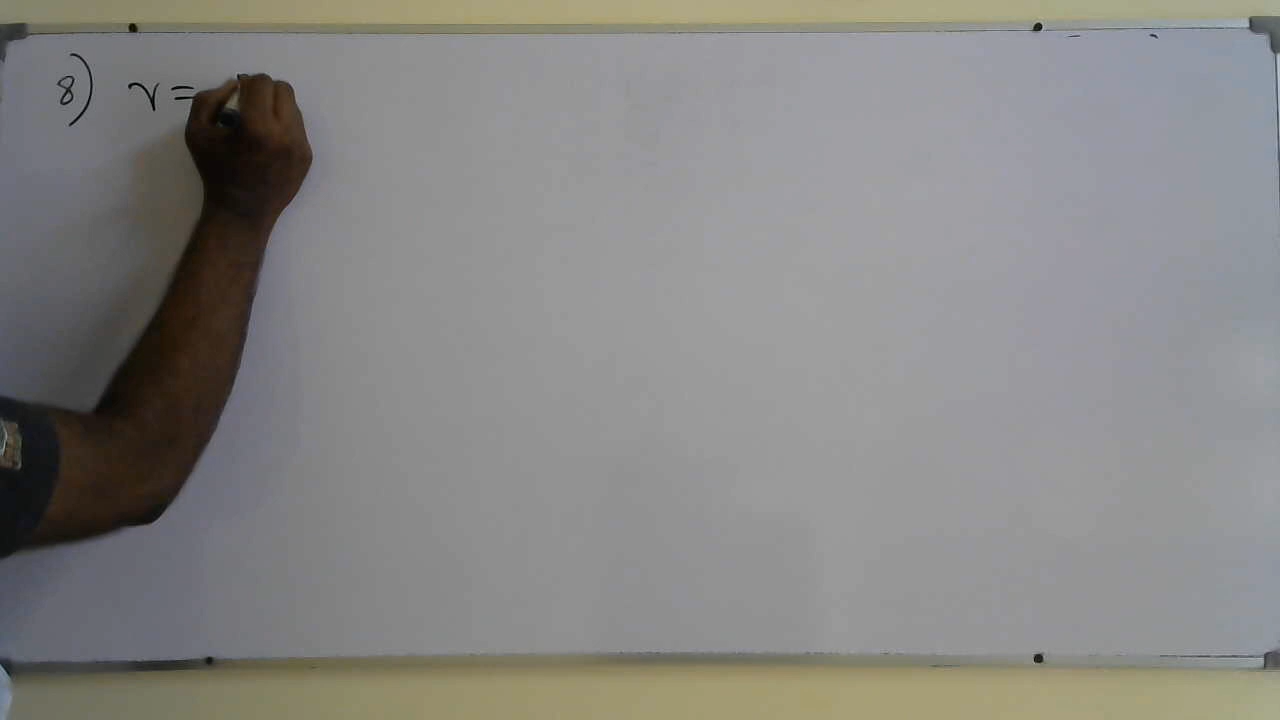 8) r =